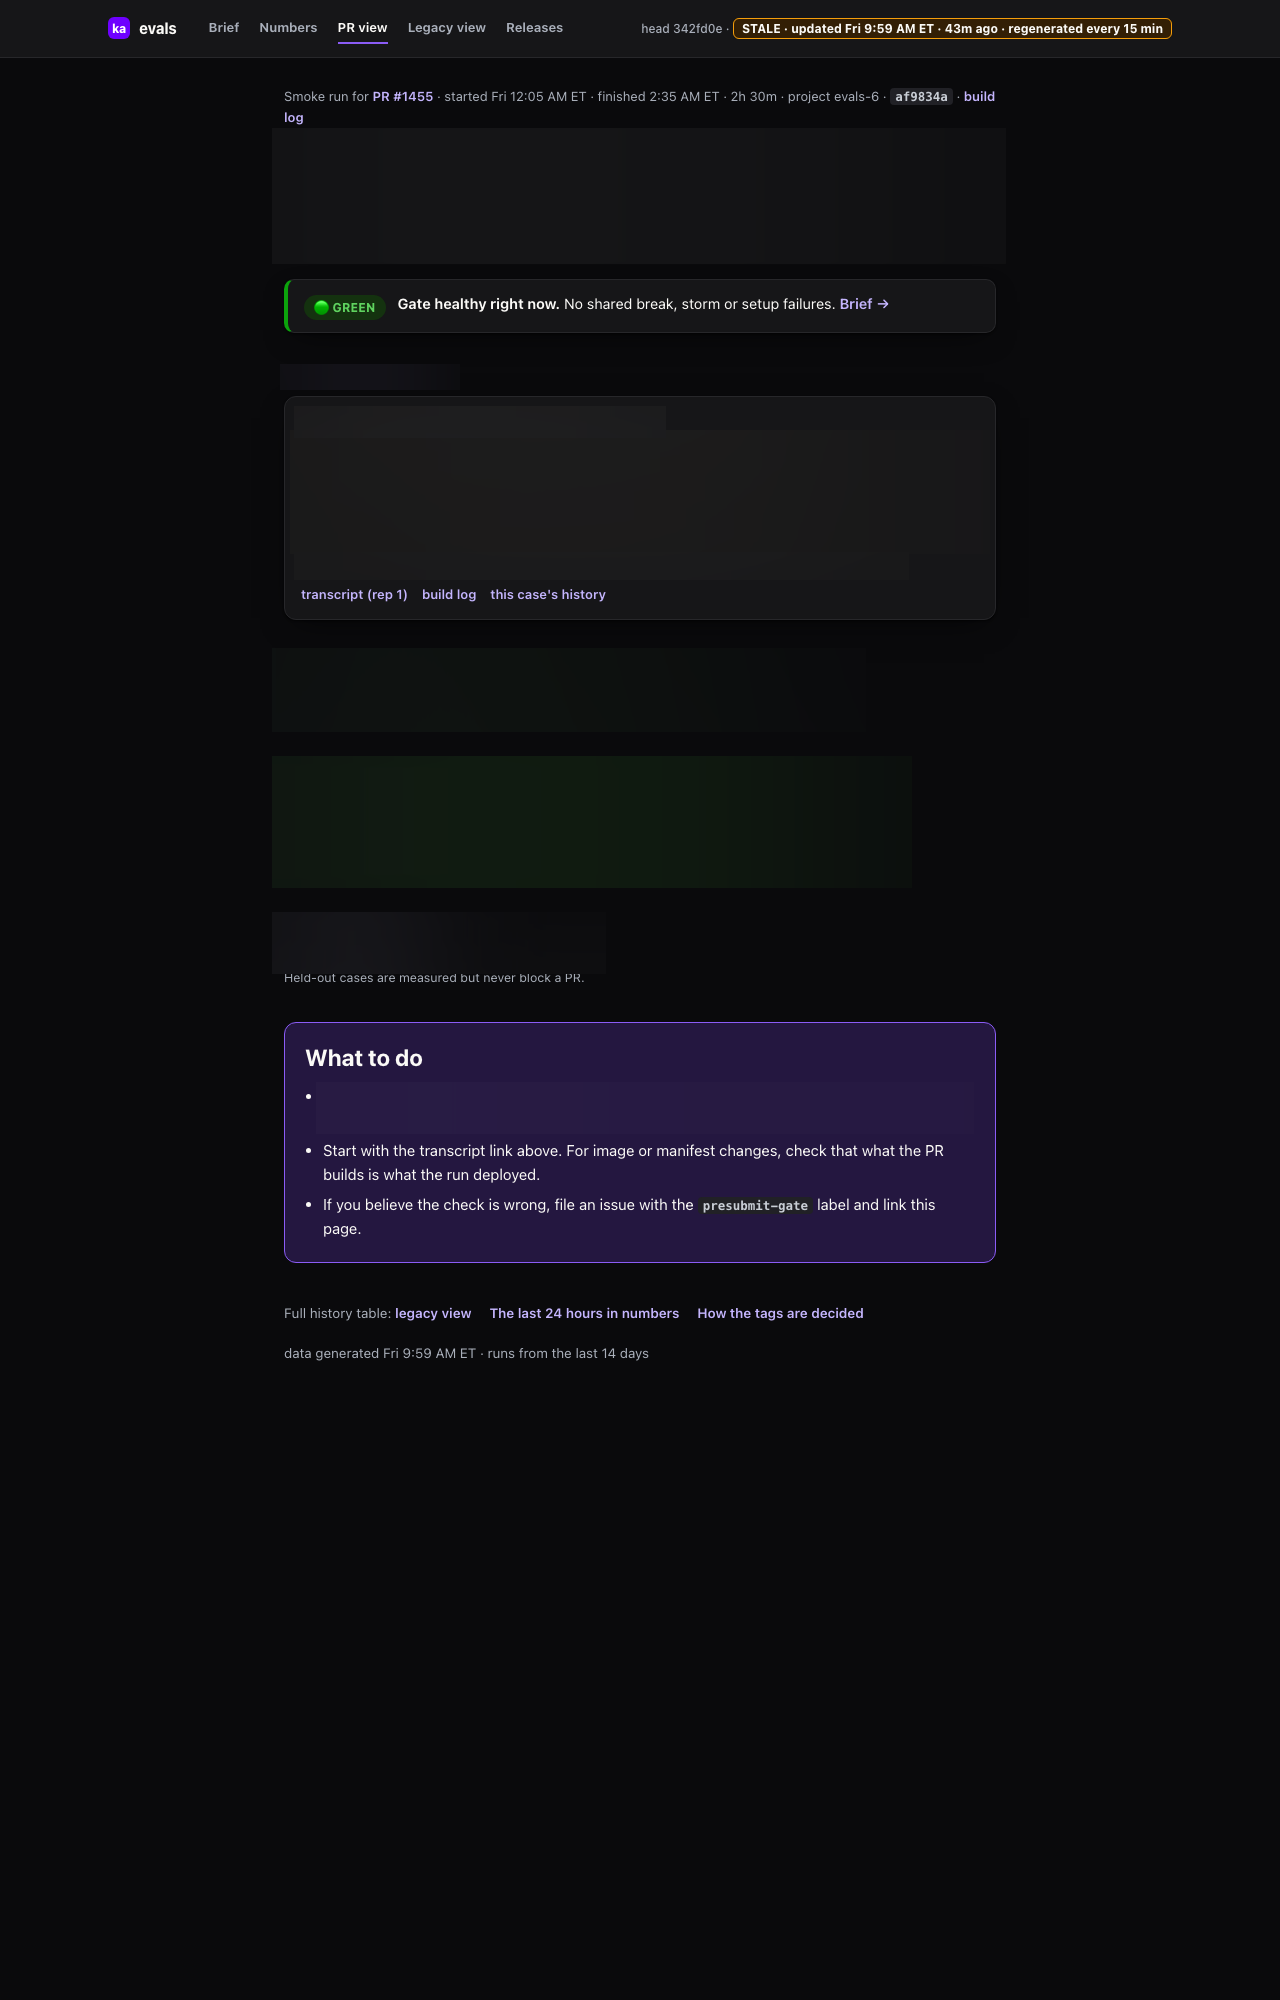 ka evals Brief Numbers PR view Legacy view Releases head 342fd0e · STALE · updated Fri 9:59 AM ET · 43m ago · regenerated every 15 min
Smoke run for PR #1455 · started Fri 12:05 AM ET · finished 2:35 AM ET · 2h 30m · project evals-6 · af9834a · build
log
GREEN Gate healthy right now. No shared break, storm or setup failures. Brief →
transcript (rep 1) build log this case's history
Held-out cases are measured but never block a PR.
What to do
• Start with the transcript link above. For image or manifest changes, check that what the PR
builds is what the run deployed.
• If you believe the check is wrong, file an issue with the presubmit-gate label and link this
page.
Full history table: legacy view The last 24 hours in numbers How the tags are decided
data generated Fri 9:59 AM ET · runs from the last 14 days